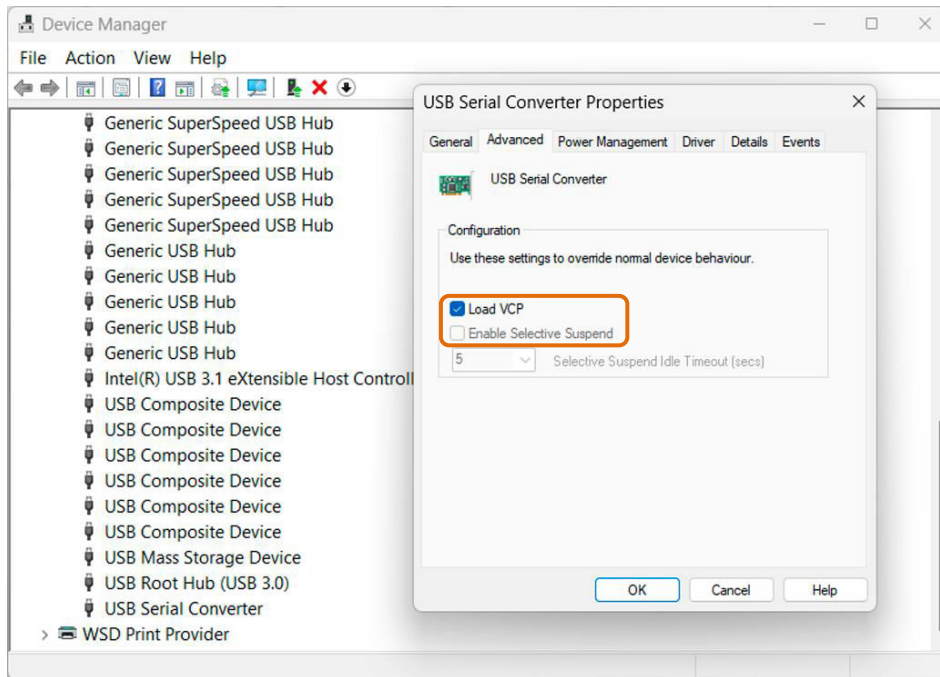 Device Manager
File Action View Help
Generic SuperSpeed USB Hub
Generic SuperSpeed USB Hub
Generic SuperSpeed USB Hub
Generic SuperSpeed USB Hub
Generic SuperSpeed USB Hub
Generic USB Hub
Generic USB Hub
Generic USB Hub
Generic USB Hub
Generic USB Hub
Intel(R) USB 3.1 eXtensible Host Controll
USB Composite Device
USB Composite Device
USB Composite Device
USB Composite Device
USB Composite Device
USB Composite Device
USB Mass Storage Device
USB Root Hub (USB 3.0)
USB Serial Converter
WSD Print Provider
USB Serial Converter Properties
General Advanced Power Management Driver Details Events
USB Serial Converter
Configuration
Use these settings to override normal device behaviour.
Load VCP
Enable Selective Suspend
5 Selective Suspend Idle Timeout (secs)
OK Cancel Help